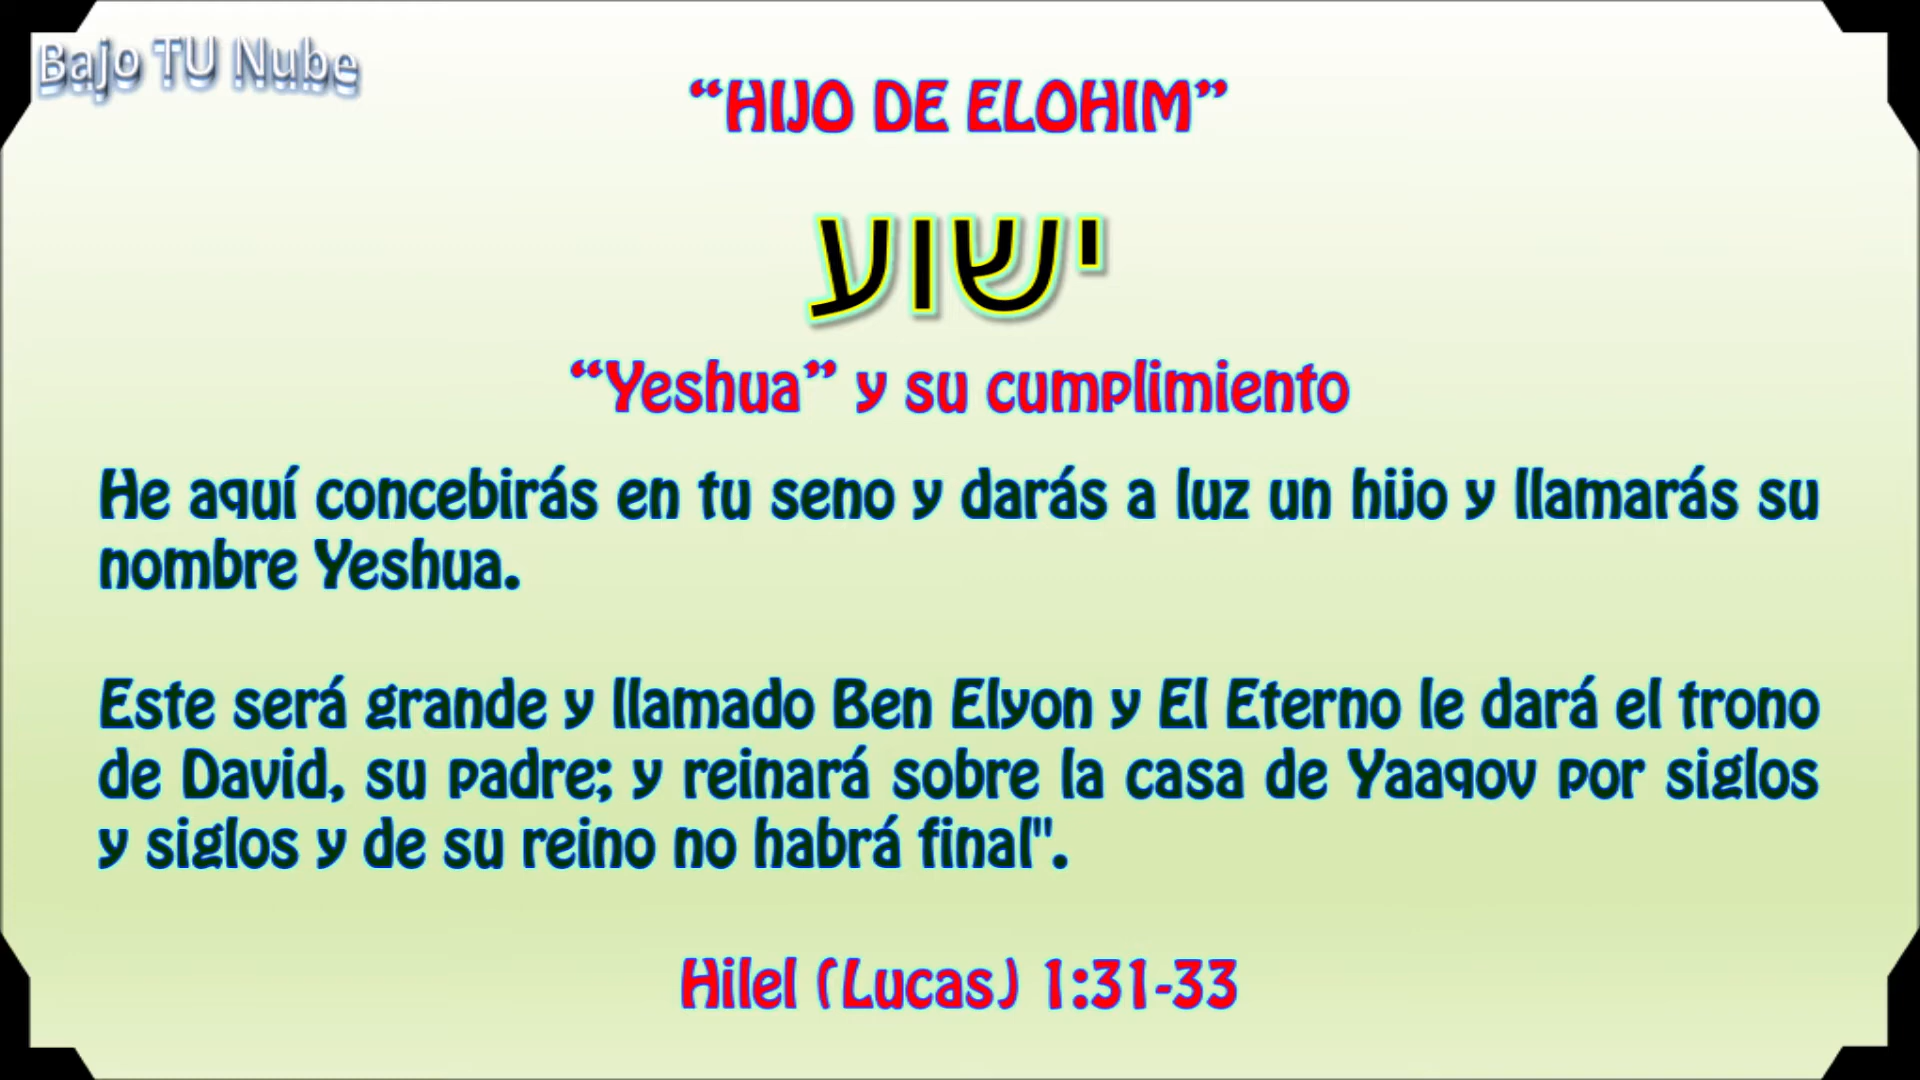 Bajo TU Nube
“HIJO DE ELOHIM”
ישוע
“Yeshua” y su cumplimiento
He aquí concebirás en tu seno y darás a luz un hijo y llamarás su
nombre Yeshua.
Este será grande y llamado Ben Elyon y El Eterno le dará el trono
de David, su padre; y reinará sobre la casa de Yaaqov por siglos
y siglos y de su reino no habrá final".
Hilel (Lucas) 1:31-33